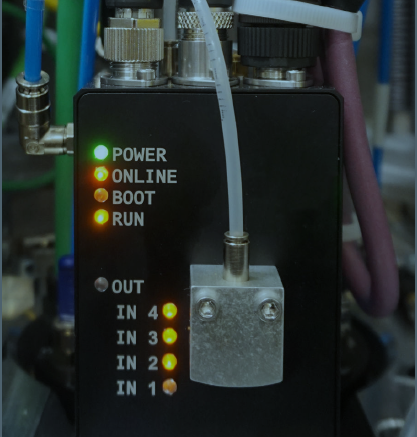 POWER
ONLINE
BOOT
RUN
OUT
IN 4
IN 3
IN 2
IN 1